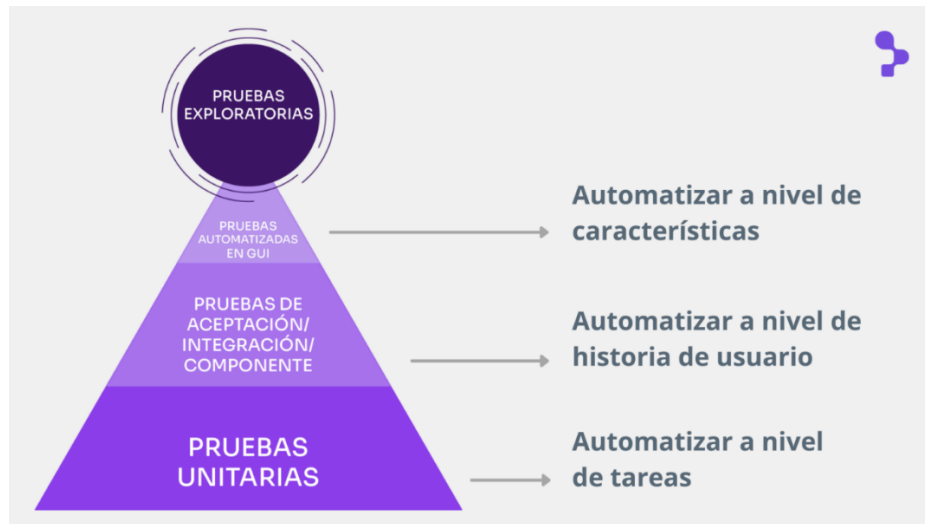 PRUEBAS
EXPLORATORIAS
PRUEBAS
AUTOMATIZADAS
EN GUI
Automatizar a nivel de
características
PRUEBAS DE
ACEPTACIÓN/
INTEGRACIÓN/
COMPONENTE
Automatizar a nivel de
historia de usuario
PRUEBAS
UNITARIAS
Automatizar a nivel
de tareas